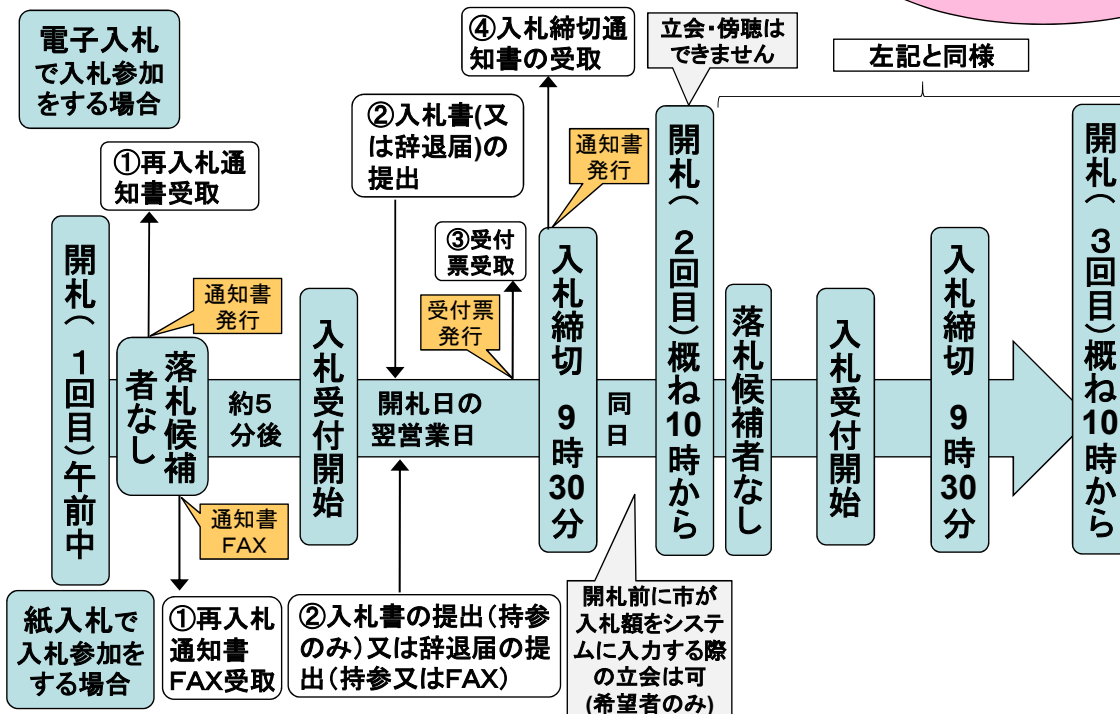 電子入札
で入札参加
をする場合
①再入札通
知書受取
②入札書(又
は辞退届)の
提出
③受付
票受取
④入札締切通
知書の受取
立会・傍聴は
できません
左記と同様
通知書
発行
受付票
発行
通知書
発行
開札(1回目)午前中
落札候補
者なし
約5
分後
入札受付開始
開札日の
翌営業日
入札締切 9時30分
同
日
開札(2回目)概ね10時から
落札候補者なし
入札受付開始
入札締切 9時30分
開札(3回目)概ね10時から
通知書
FAX
紙入札で
入札参加を
する場合
①再入札
通知書
FAX受取
②入札書の提出(持参
のみ)又は辞退届の提
出(持参又はFAX)
開札前に市が
入札額をシステ
ムに入力する際
の立会は可
(希望者のみ)